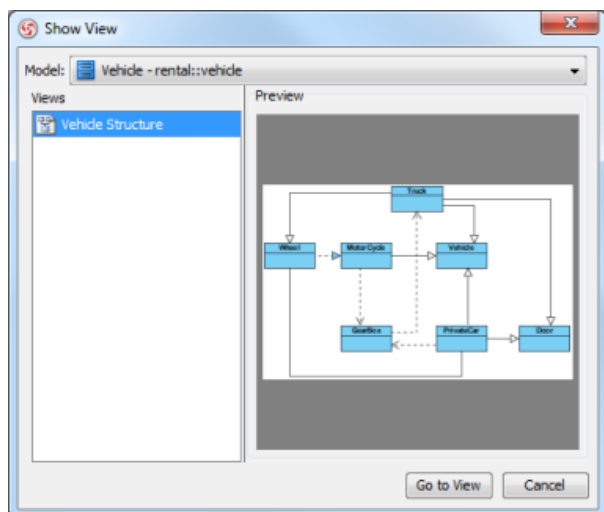 Show View
Model: Vehicle - rental::vehicle
Views
Preview
Vehicle Structure
Truck
Wheel
MotorCycle
Vehicle
GearBox
PrivateCar
Door
Go to View
Cancel